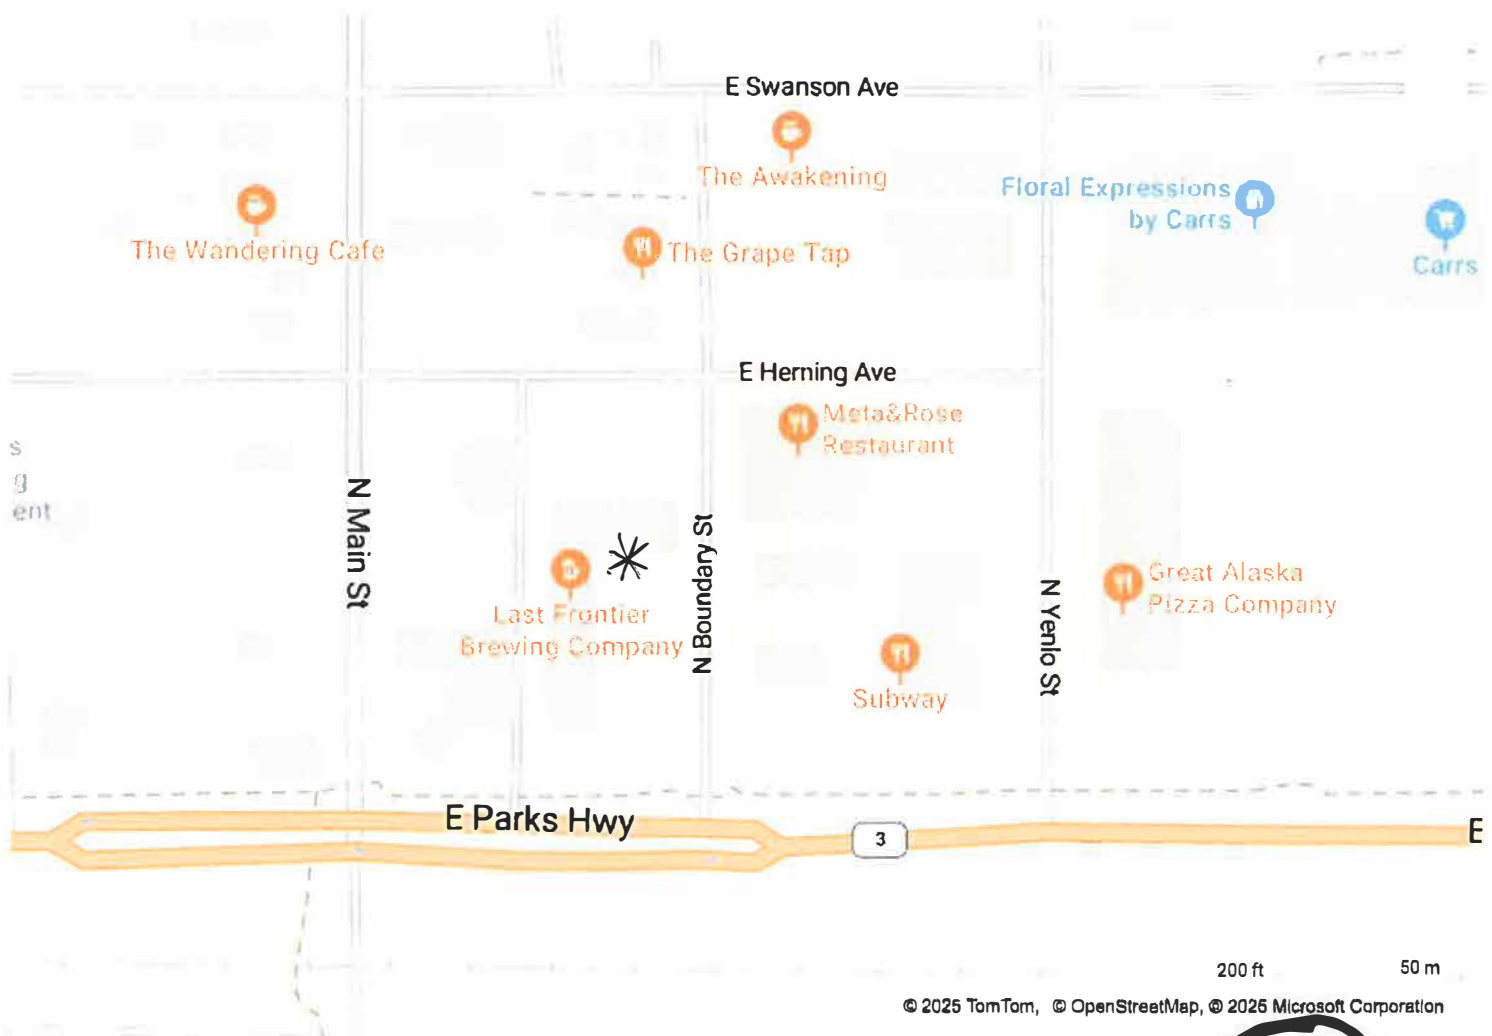 E Swanson Ave
The Awakening
Floral Expressions
by Carrs
Carrs
The Wandering Cafe
The Grape Tap
E Herning Ave
Meta&Rose
Restaurant
s
g
ent
N Main St
N Boundary St
Last Frontier
Brewing Company
N Yenlo St
Great Alaska
Pizza Company
Subway
E Parks Hwy
3
E
200 ft
50 m
© 2025 TomTom, © OpenStreetMap, © 2025 Microsoft Corporation